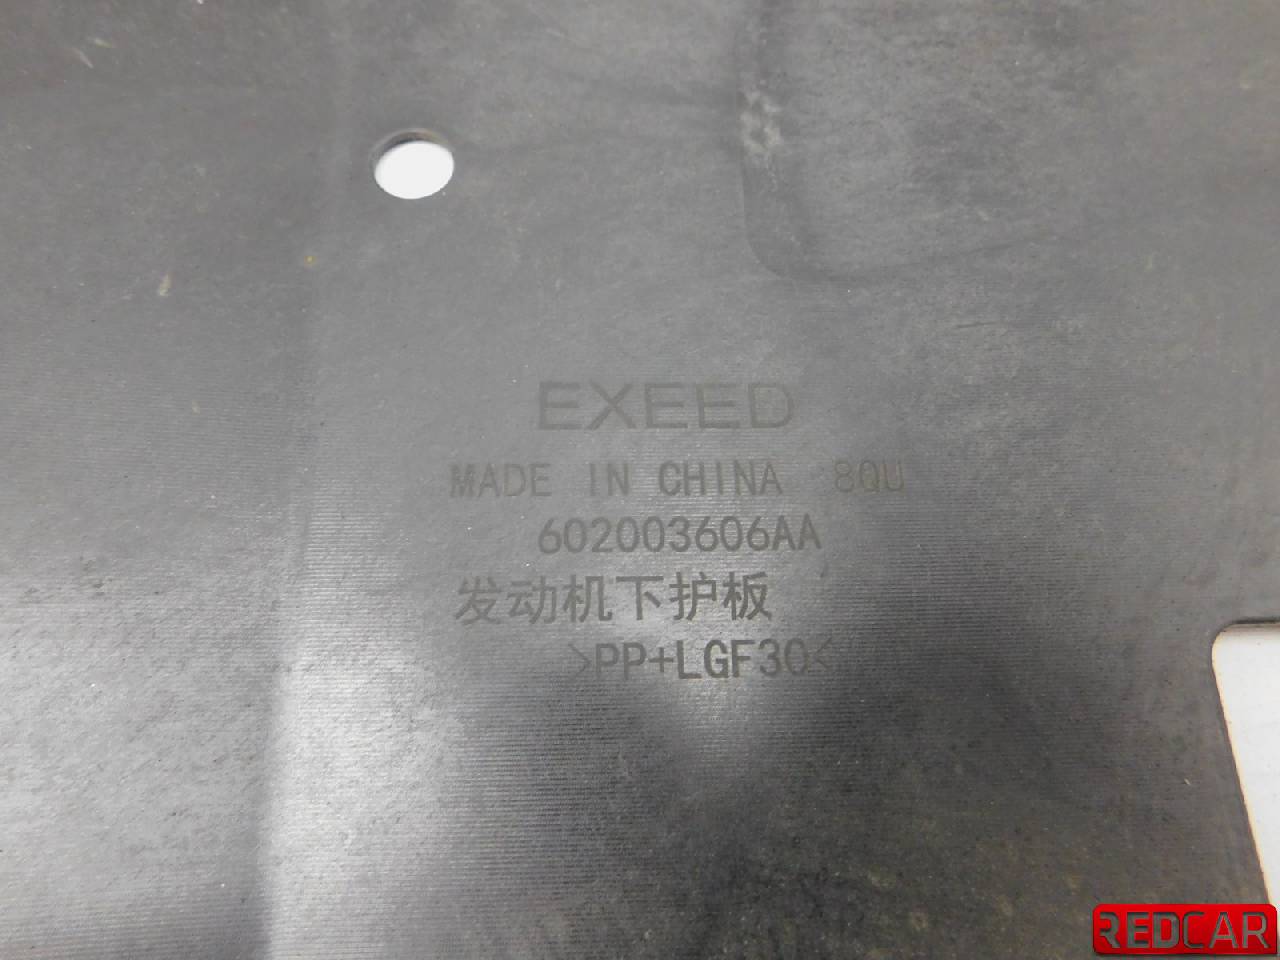 EXEED
MADE IN CHINA 8QU
602003606AA
发动机下护板
>PP+LGF30<
REDCAR